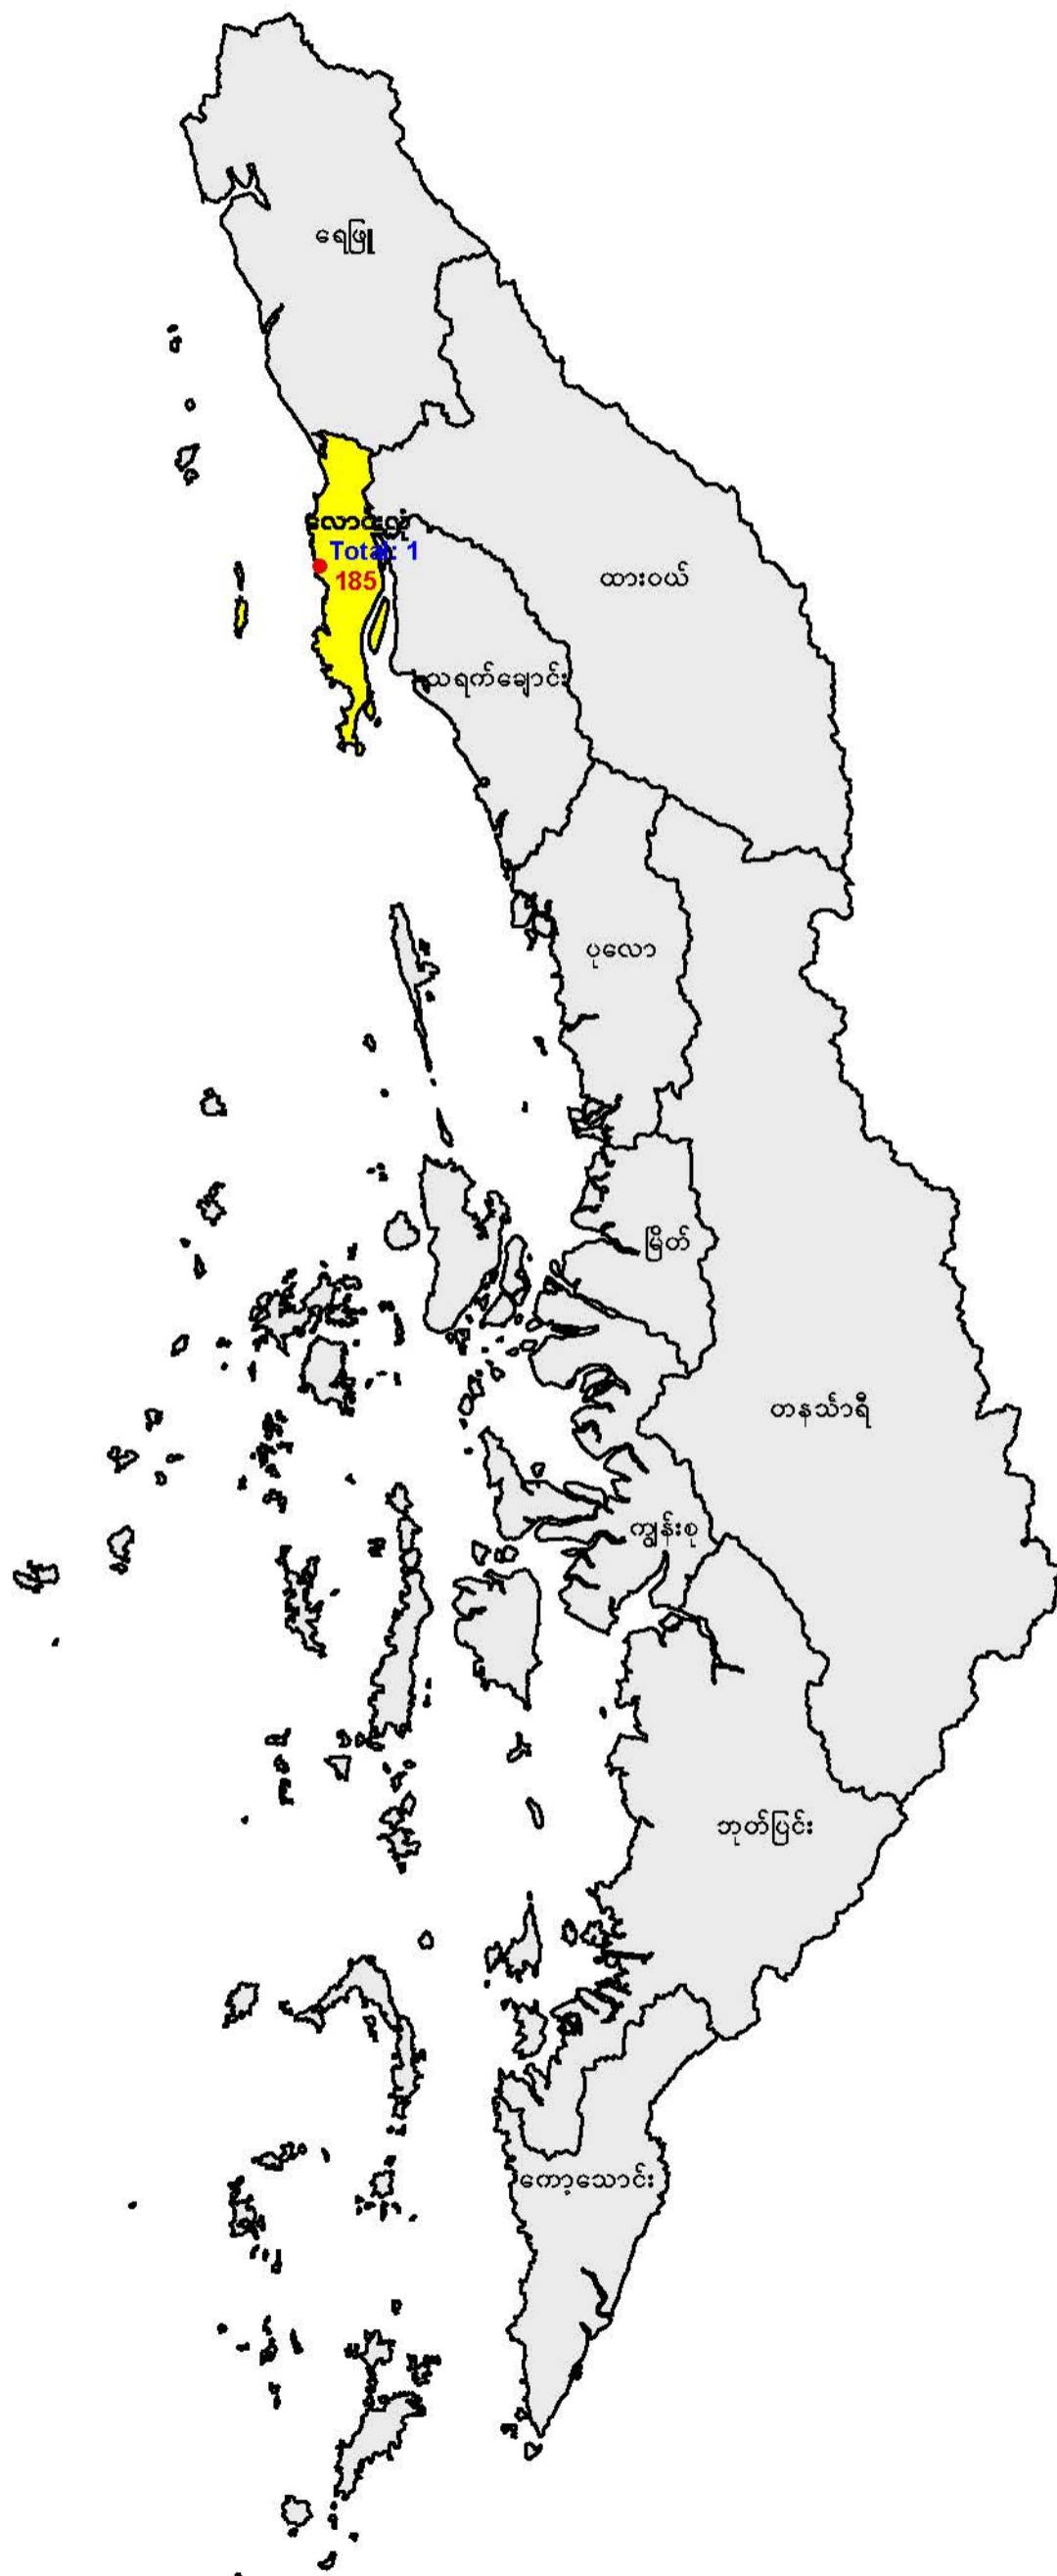 ရေဖြူ
လောင်းလုံ
Total: 1
185
ထားဝယ်
သရက်ချောင်း
ပုလော
မြိတ်
တနင်္သာရီ
ကျွန်းစု
ဘုတ်ပြင်း
ကော့သောင်း